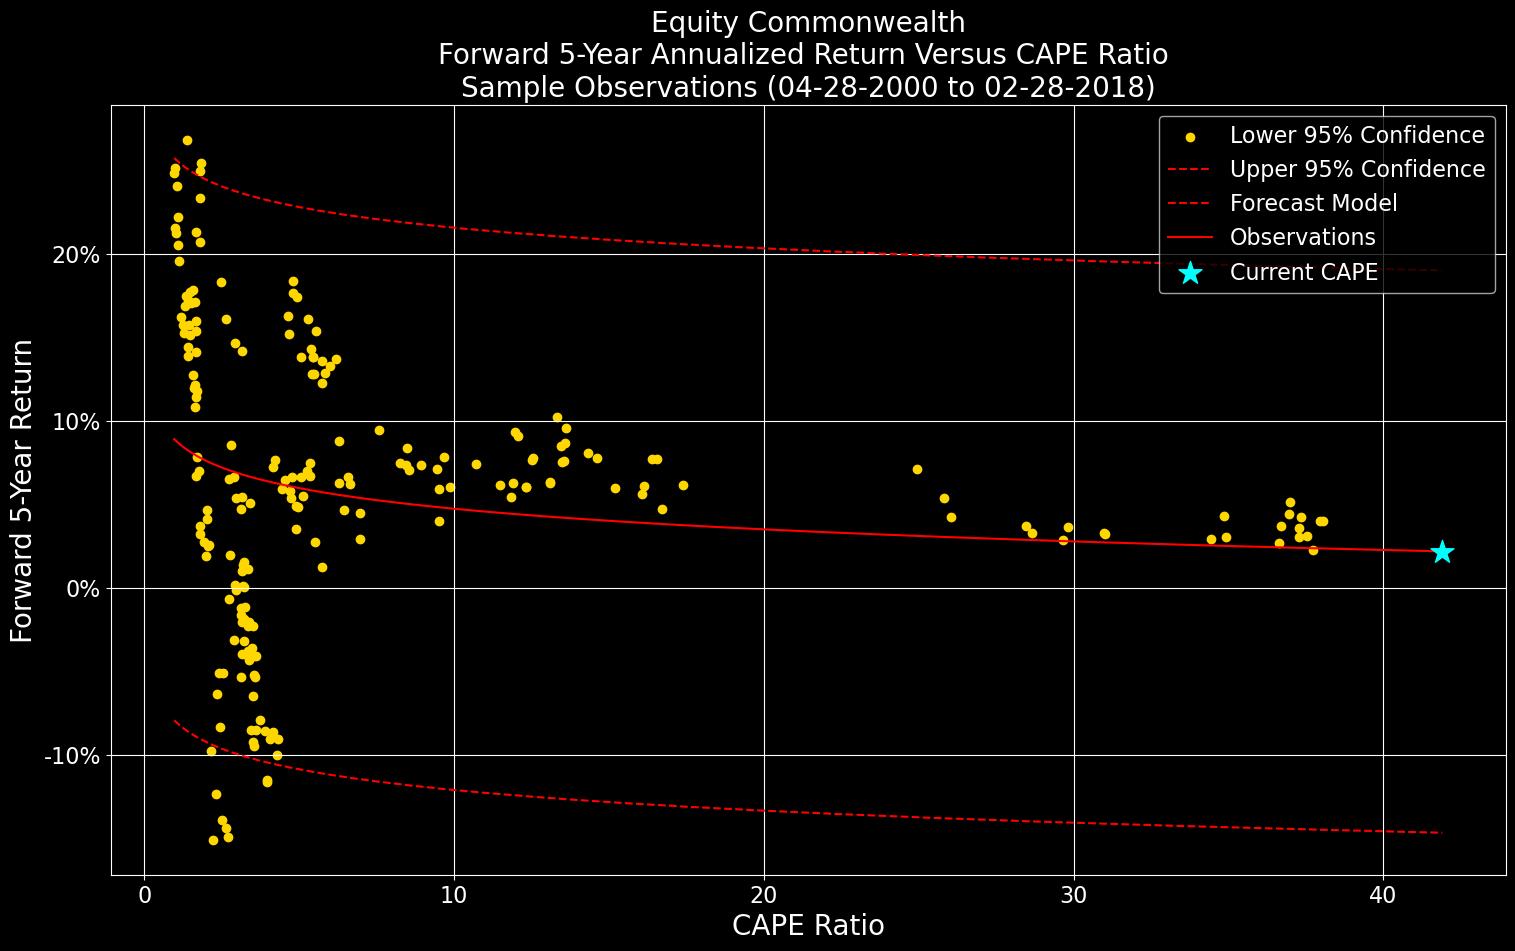 Equity Commonwealth
Forward 5-Year Annualized Return Versus CAPE Ratio
Sample Observations (04-28-2000 to 02-28-2018)
Lower 95% Confidence
Upper 95% Confidence
Forecast Model
Observations
Current CAPE
Forward 5-Year Return
20%
10%
0%
-10%
0 10 20 30 40
CAPE Ratio